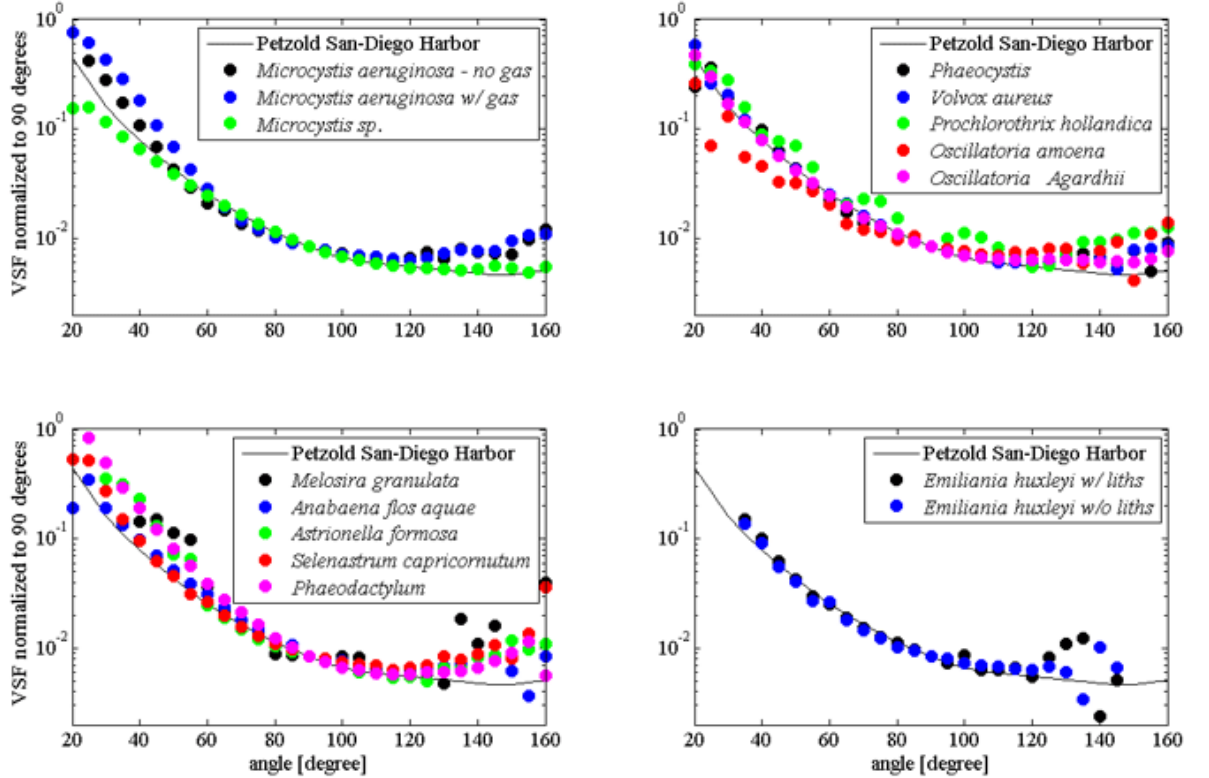 10^0
10^-1
10^-2
VSF normalized to 90 degrees
20 40 60 80 100 120 140 160
Petzold San-Diego Harbor
Microcystis aeruginosa - no gas
Microcystis aeruginosa w/ gas
Microcystis sp.
10^0
10^-1
10^-2
20 40 60 80 100 120 140 160
Petzold San-Diego Harbor
Phaeocystis
Volvox aureus
Prochlorothrix hollandica
Oscillatoria amoena
Oscillatoria Agardhii
10^0
10^-1
10^-2
VSF normalized to 90 degrees
20 40 60 80 100 120 140 160
angle [degree]
Petzold San-Diego Harbor
Melosira granulata
Anabaena flos aquae
Astrionella formosa
Selenastrum capricornutum
Phaeodactylum
10^0
10^-1
10^-2
20 40 60 80 100 120 140 160
angle [degree]
Petzold San-Diego Harbor
Emiliania huxleyi w/ liths
Emiliania huxleyi w/o liths